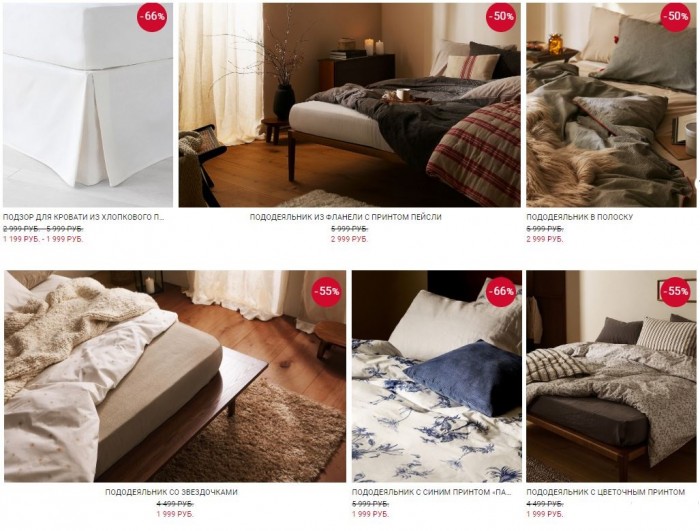 -66%
-50%
-50%
ПОДЗОР ДЛЯ КРОВАТИ ИЗ ХЛОПКОВОГО П...
2 999 РУБ. - 5 999 РУБ.
1 199 РУБ. - 1 999 РУБ.
ПОДОДЕЯЛЬНИК ИЗ ФЛАНЕЛИ С ПРИНТОМ ПЕЙСЛИ
5 999 РУБ.
2 999 РУБ.
ПОДОДЕЯЛЬНИК В ПОЛОСКУ
5 999 РУБ.
2 999 РУБ.
-55%
-66%
-55%
ПОДОДЕЯЛЬНИК СО ЗВЕЗДОЧКАМИ
4 499 РУБ.
1 999 РУБ.
ПОДОДЕЯЛЬНИК С СИНИМ ПРИНТОМ «ПА...
5 999 РУБ.
1 999 РУБ.
ПОДОДЕЯЛЬНИК С ЦВЕТОЧНЫМ ПРИНТОМ
4 499 РУБ.
1 999 РУБ.